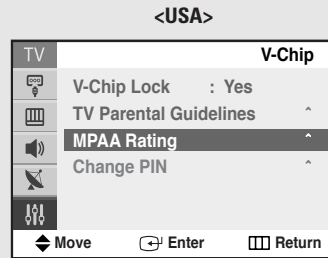 <USA>
TV V-Chip
V-Chip Lock : Yes
TV Parental Guidelines
MPAA Rating
Change PIN
Move Enter Return